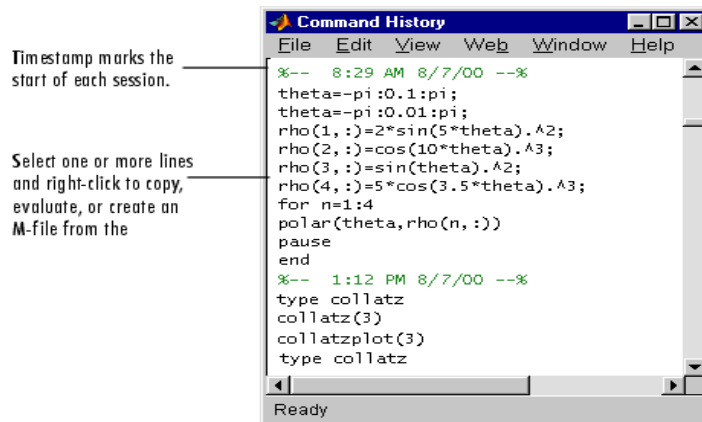 Timestamp marks the
start of each session.
Select one or more lines
and right-click to copy,
evaluate, or create an
M-file from the
Command History
File Edit View Web Window Help
%-- 8:29 AM 8/7/00 --%
theta=-pi:0.1:pi;
theta=-pi:0.01:pi;
rho(1,:)=2*sin(5*theta).^2;
rho(2,:)=cos(10*theta).^3;
rho(3,:)=sin(theta).^2;
rho(4,:)=5*cos(3.5*theta).^3;
for n=1:4
polar(theta,rho(n,:))
pause
end
%-- 1:12 PM 8/7/00 --%
type collatz
collatz(3)
collatzplot(3)
type collatz
Ready